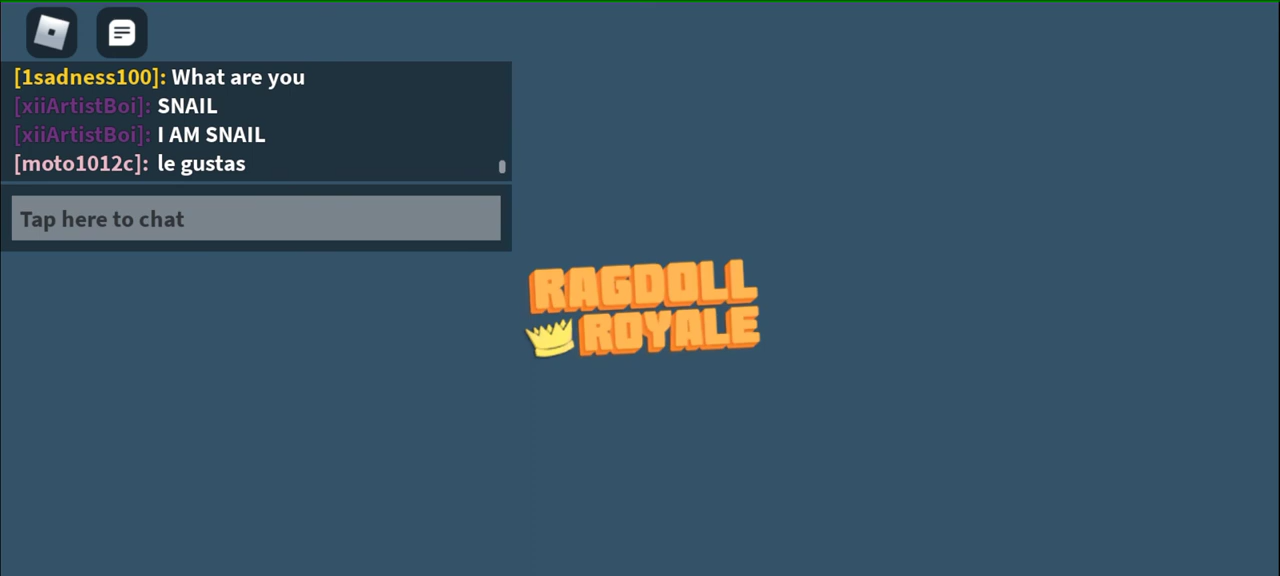 [1sadness100]: What are you
[xiiArtistBoi]: SNAIL
[xiiArtistBoi]: I AM SNAIL
[moto1012c]: le gustas
Tap here to chat
RAGDOLL
ROYALE